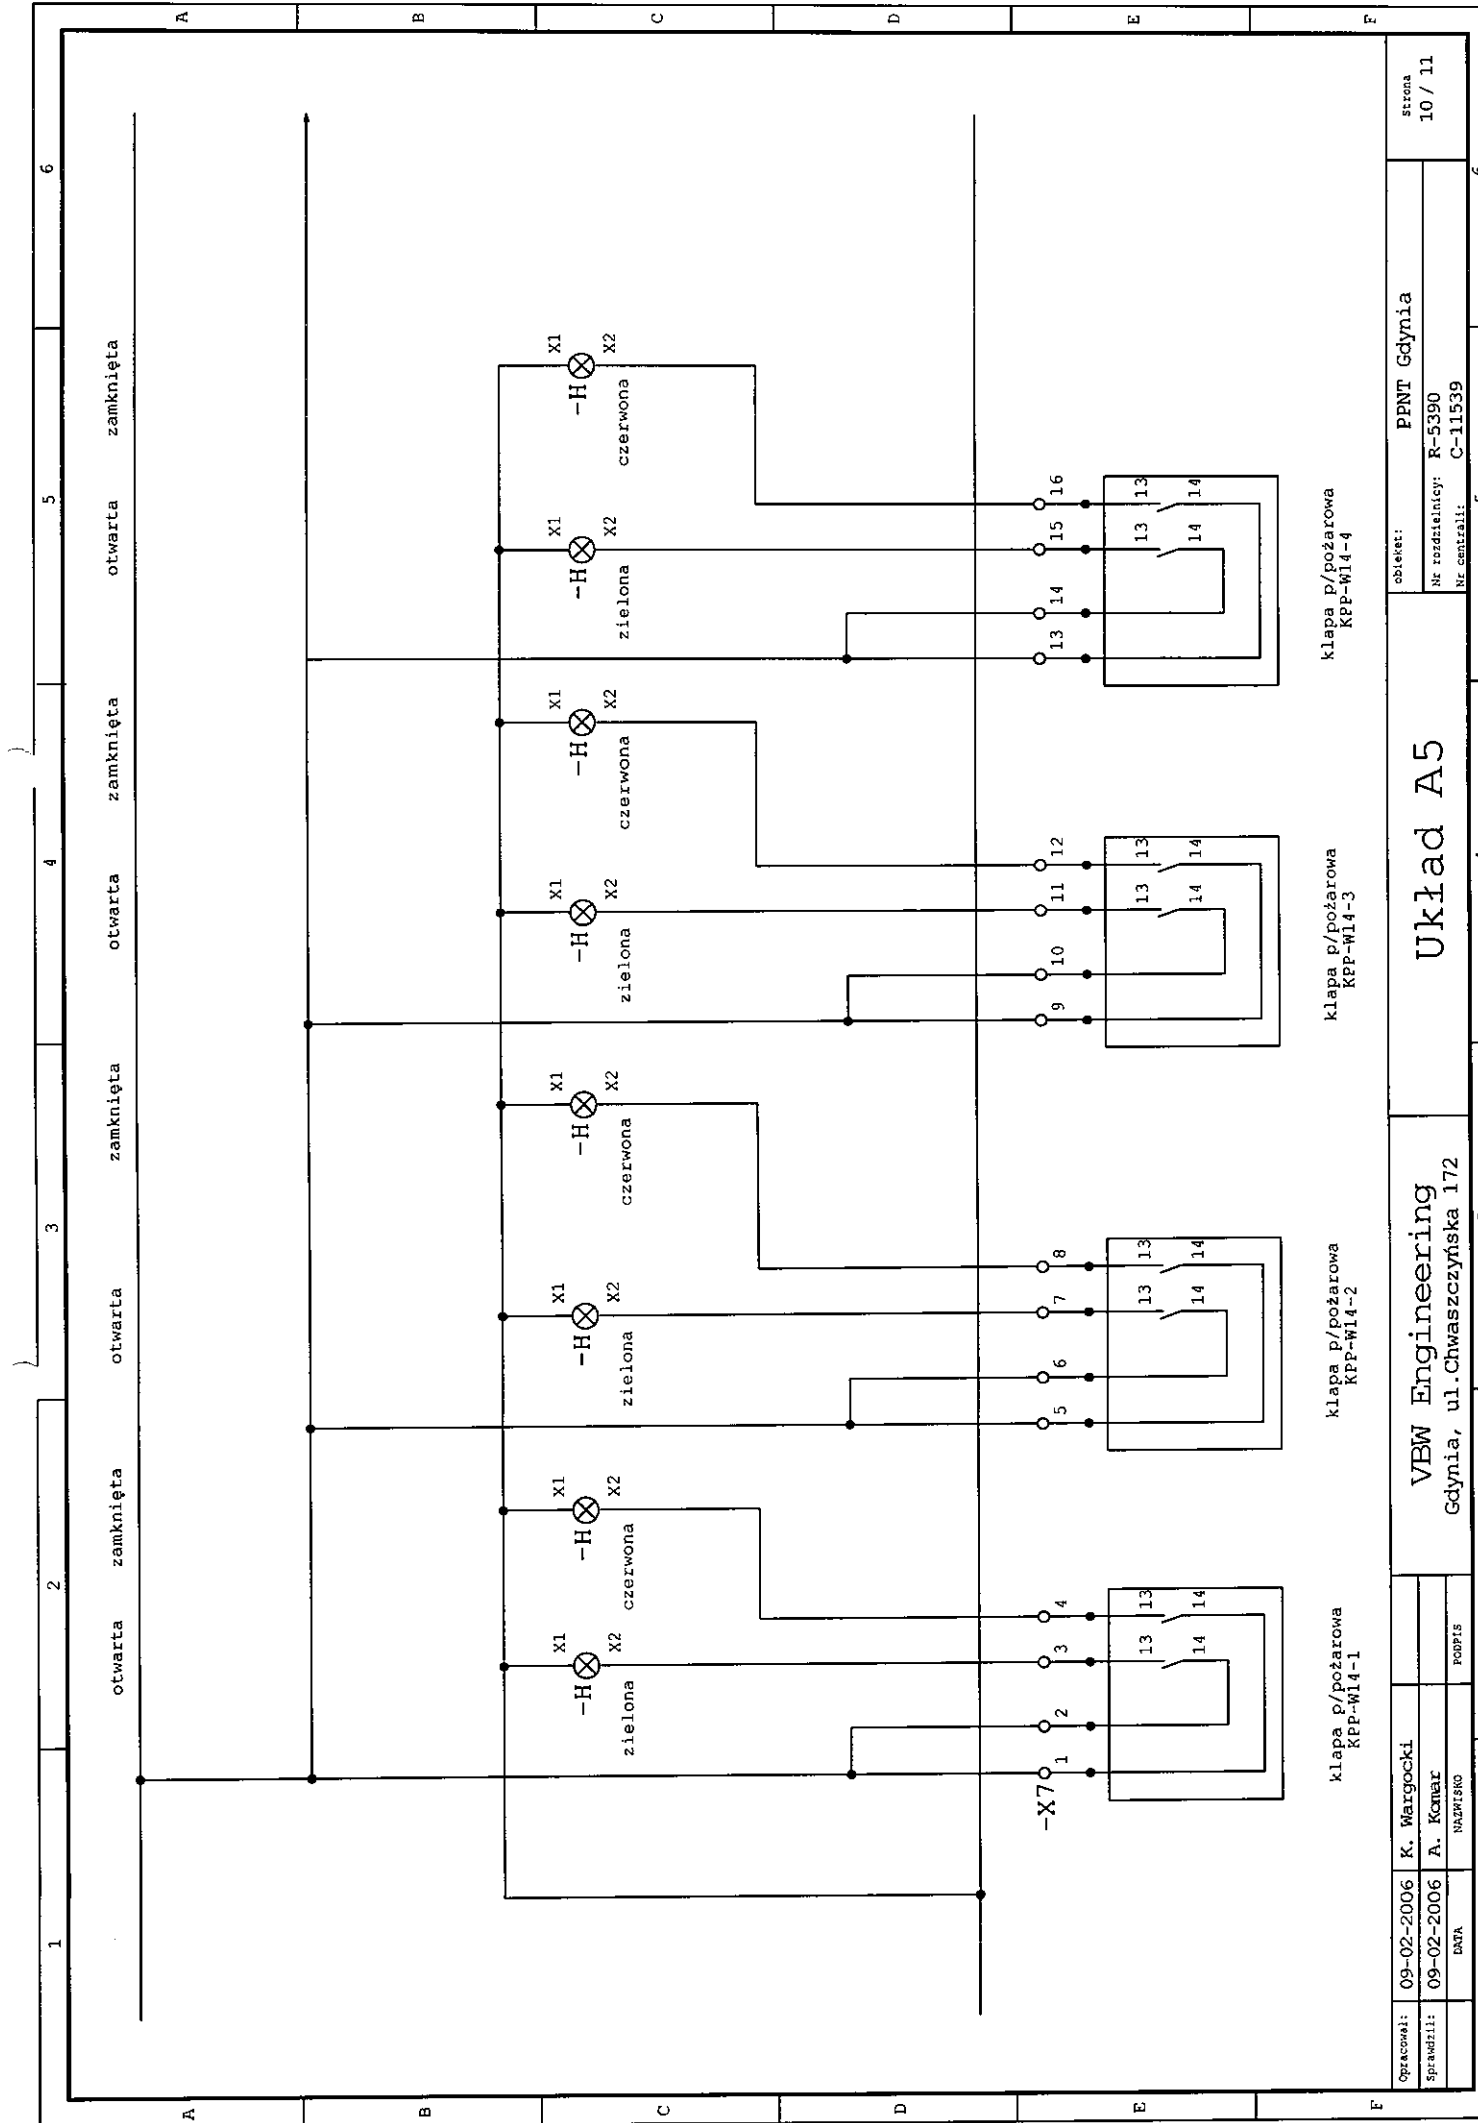 1 2 3 4 5 6
A A
B B
C C
D D
E E
F F
otwarta zamknięta otwarta zamknięta otwarta zamknięta otwarta zamknięta
X1 X1 X1 X1 X1 X1 X1 X1
-H -H -H -H -H -H -H -H
X2 X2 X2 X2 X2 X2 X2 X2
zielona czerwona zielona czerwona zielona czerwona zielona czerwona
-X7 1 2 3 4 5 6 7 8 9 10 11 12 13 14 15 16
13 13 13 13 13 13 13 13
14 14 14 14 14 14 14 14
klapa p/pożarowa klapa p/pożarowa klapa p/pożarowa klapa p/pożarowa
KPP-W14-1 KPP-W14-2 KPP-W14-3 KPP-W14-4
Opracował: 09-02-2006 K. Wargocki
Sprawdził: 09-02-2006 A. Komar
DATA NAZWISKO PODPIS
VBW Engineering
Gdynia, ul.Chwaszczyńska 172
Układ A5
obiekt: PPNT Gdynia
Nr rozdzielnicy: R-5390
Nr centrali: C-11539
strona
10 / 11